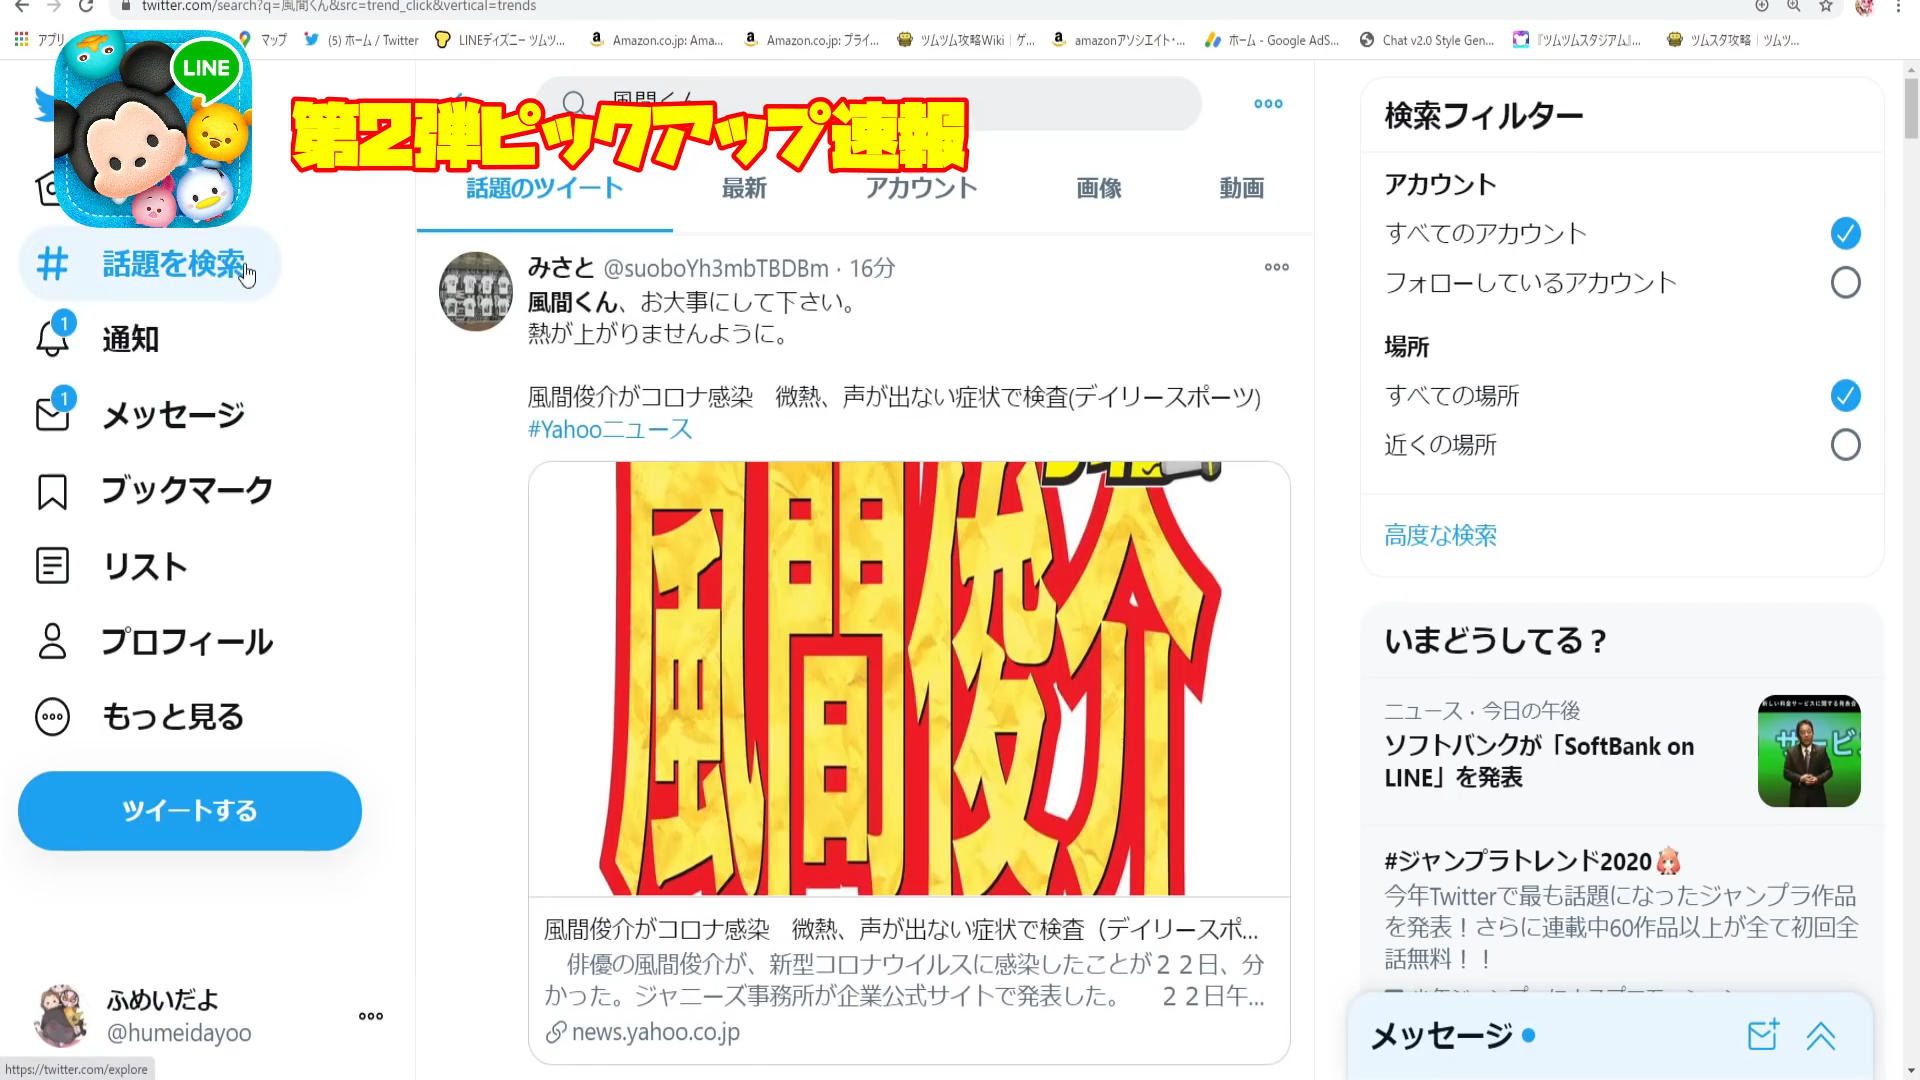 twitter.com/search?q=風間くん&src=trend_click&vertical=trends
アプリ
マップ
(5) ホーム / Twitter
LINEディズニー ツムツ...
Amazon.co.jp: Ama...
Amazon.co.jp: プライ...
ツムツム攻略Wiki｜ゲ...
amazonアソシエイト・...
ホーム - Google AdS...
Chat v2.0 Style Gen...
『ツムツムスタジアム』...
ツムスタ攻略｜ツムツ...
LINE
第2弾ピックアップ速報
風間くん
話題のツイート
最新
アカウント
画像
動画
話題を検索
1
通知
1
メッセージ
ブックマーク
リスト
プロフィール
もっと見る
ツイートする
ふめいだよ
@humeidayoo
https://twitter.com/explore
みさと @suoboYh3mbTBDBm · 16分
風間くん、お大事にして下さい。
熱が上がりませんように。
風間俊介がコロナ感染　微熱、声が出ない症状で検査(デイリースポーツ)
#Yahooニュース
風間俊介
風間俊介がコロナ感染　微熱、声が出ない症状で検査（デイリースポ...
俳優の風間俊介が、新型コロナウイルスに感染したことが２２日、分
かった。ジャニーズ事務所が企業公式サイトで発表した。　２２日午...
news.yahoo.co.jp
検索フィルター
アカウント
すべてのアカウント
フォローしているアカウント
場所
すべての場所
近くの場所
高度な検索
いまどうしてる？
ニュース · 今日の午後
ソフトバンクが「SoftBank on
LINE」を発表
新しい料金サービスに関する発表会
#ジャンプラトレンド2020
今年Twitterで最も話題になったジャンプラ作品
を発表！さらに連載中60作品以上が全て初回全
話無料！！
メッセージ